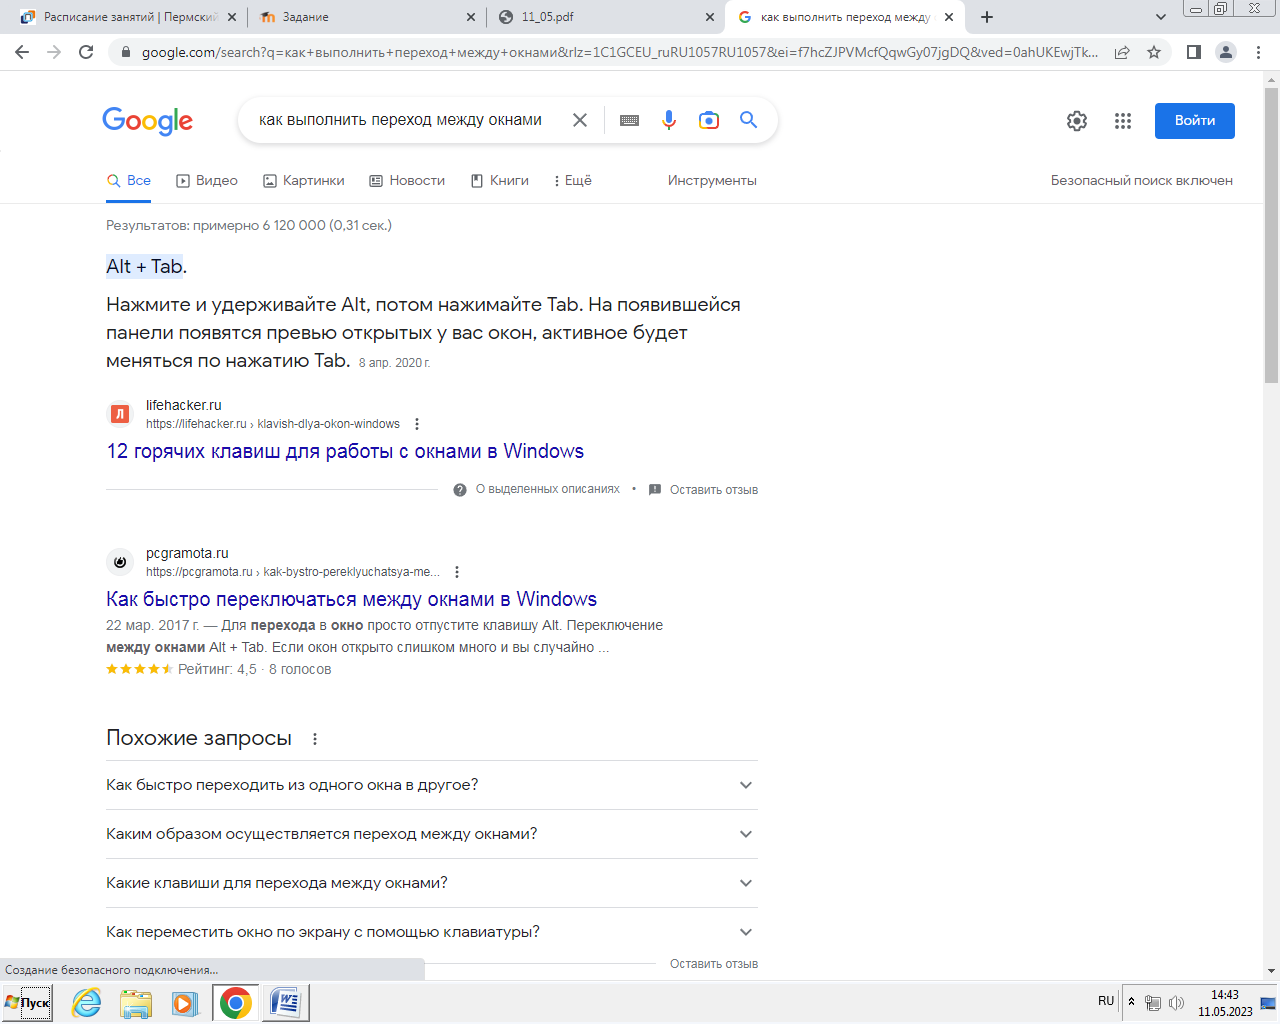 Расписание занятий | Пермский
Задание
11_05.pdf
как выполнить переход между
google.com/search?q=как+выполнить+переход+между+окнами&rlz=1C1GCEU_ruRU1057RU1057&ei=f7hcZJPVMcfQqwGy07jgDQ&ved=0ahUKEwjTk...
Google
как выполнить переход между окнами
Войти
Все
Видео
Картинки
Новости
Книги
Ещё
Инструменты
Безопасный поиск включен
Результатов: примерно 6 120 000 (0,31 сек.)
Alt + Tab.
Нажмите и удерживайте Alt, потом нажимайте Tab. На появившейся
панели появятся превью открытых у вас окон, активное будет
меняться по нажатию Tab. 8 апр. 2020 г.
lifehacker.ru
https://lifehacker.ru › klavish-dlya-okon-windows
12 горячих клавиш для работы с окнами в Windows
О выделенных описаниях • Оставить отзыв
pcgramota.ru
https://pcgramota.ru › kak-bystro-pereklyuchatsya-me...
Как быстро переключаться между окнами в Windows
22 мар. 2017 г. — Для перехода в окно просто отпустите клавишу Alt. Переключение
между окнами Alt + Tab. Если окон открыто слишком много и вы случайно ...
Рейтинг: 4,5 · 8 голосов
Похожие запросы
Как быстро переходить из одного окна в другое?
Каким образом осуществляется переход между окнами?
Какие клавиши для перехода между окнами?
Как переместить окно по экрану с помощью клавиатуры?
Оставить отзыв
Создание безопасного подключения...
Пуск
RU
14:43
11.05.2023